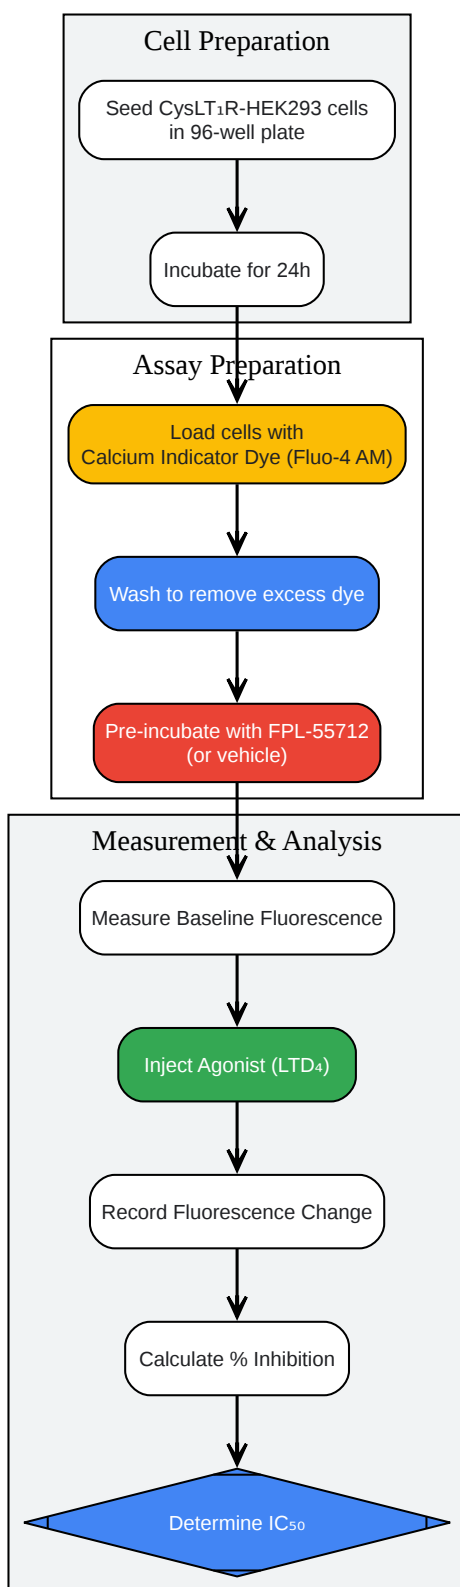 Cell Preparation
Seed CysLT₁R-HEK293 cells
in 96-well plate
Incubate for 24h
Assay Preparation
Load cells with
Calcium Indicator Dye (Fluo-4 AM)
Wash to remove excess dye
Pre-incubate with FPL-55712
(or vehicle)
Measurement & Analysis
Measure Baseline Fluorescence
Inject Agonist (LTD₄)
Record Fluorescence Change
Calculate % Inhibition
Determine IC₅₀